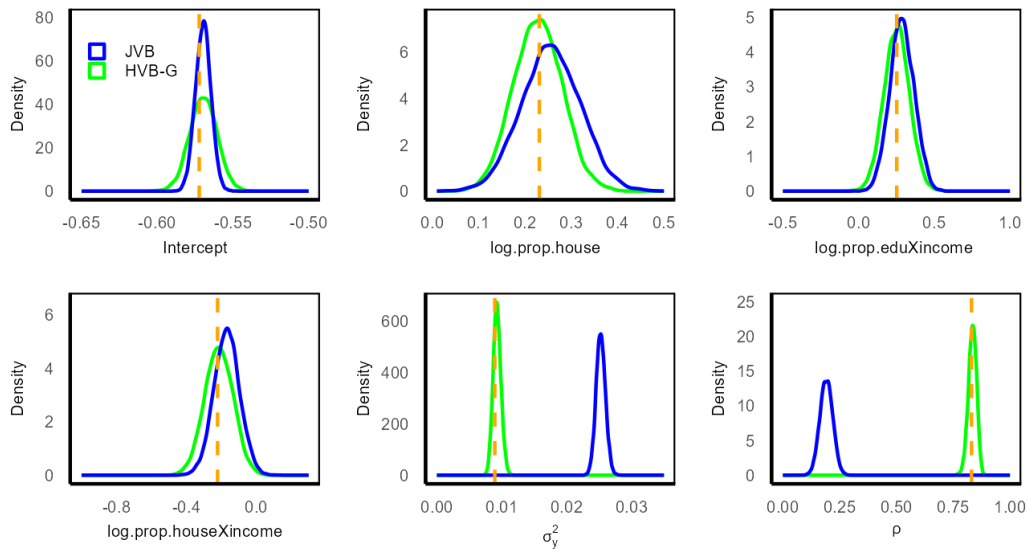 80
60
40
20
0
Density
JVB
HVB-G
-0.65 -0.60 -0.55 -0.50
Intercept
6
4
2
0
Density
0.0 0.1 0.2 0.3 0.4 0.5
log.prop.house
5
4
3
2
1
0
Density
-0.5 0.0 0.5 1.0
log.prop.eduXincome
6
4
2
0
Density
-0.8 -0.4 0.0
log.prop.houseXincome
600
400
200
0
Density
0.00 0.01 0.02 0.03
σ²y
25
20
15
10
5
0
Density
0.00 0.25 0.50 0.75 1.00
ρ